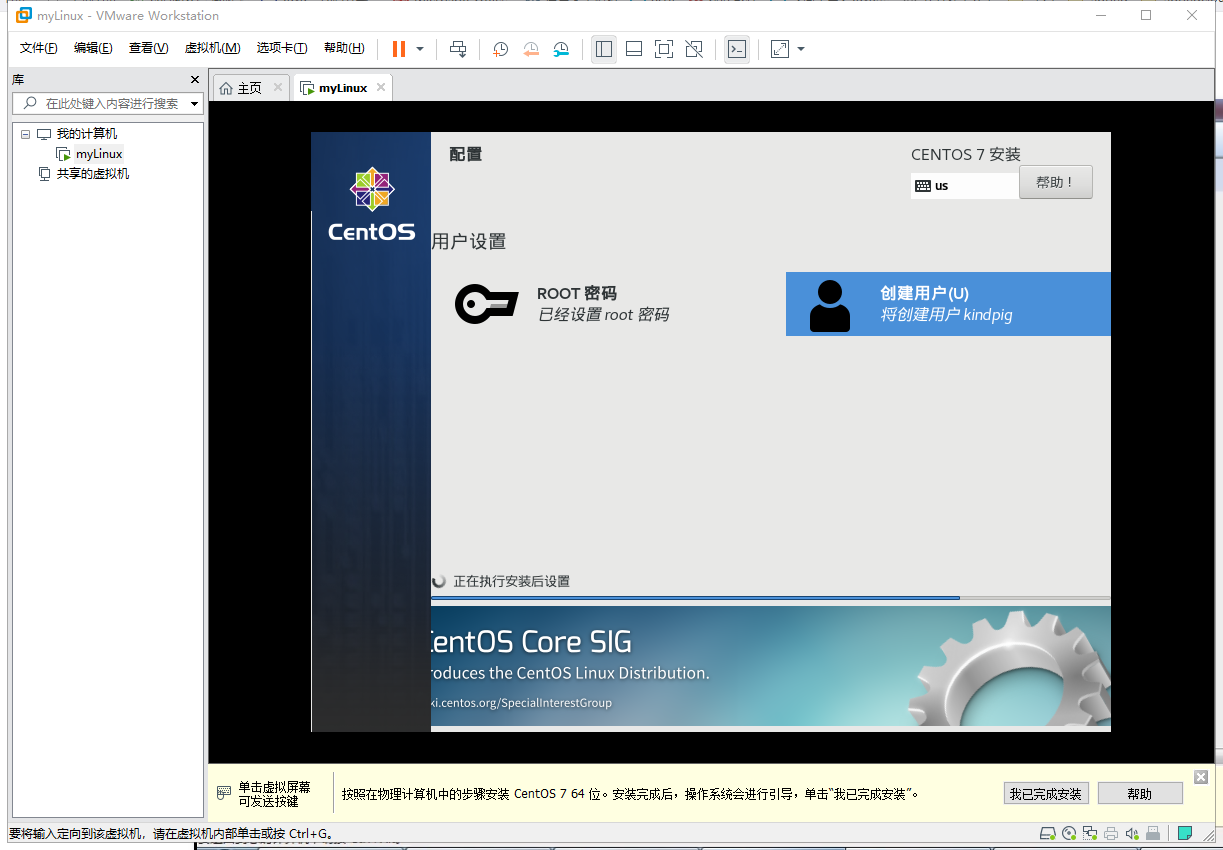 myLinux - VMware Workstation
文件(F) 编辑(E) 查看(V) 虚拟机(M) 选项卡(T) 帮助(H)
库
在此处键入内容进行搜索
我的计算机
myLinux
共享的虚拟机
主页
myLinux
CentOS
配置
CENTOS 7 安装
us
帮助！
用户设置
ROOT 密码
已经设置 root 密码
创建用户(U)
将创建用户 kindpig
正在执行安装后设置
CentOS Core SIG
roduces the CentOS Linux Distribution.
ki.centos.org/SpecialInterestGroup
单击虚拟屏幕
可发送按键
按照在物理计算机中的步骤安装 CentOS 7 64 位。安装完成后，操作系统会进行引导，单击“我已完成安装”。
我已完成安装
帮助
要将输入定向到该虚拟机，请在虚拟机内部单击或按 Ctrl+G。